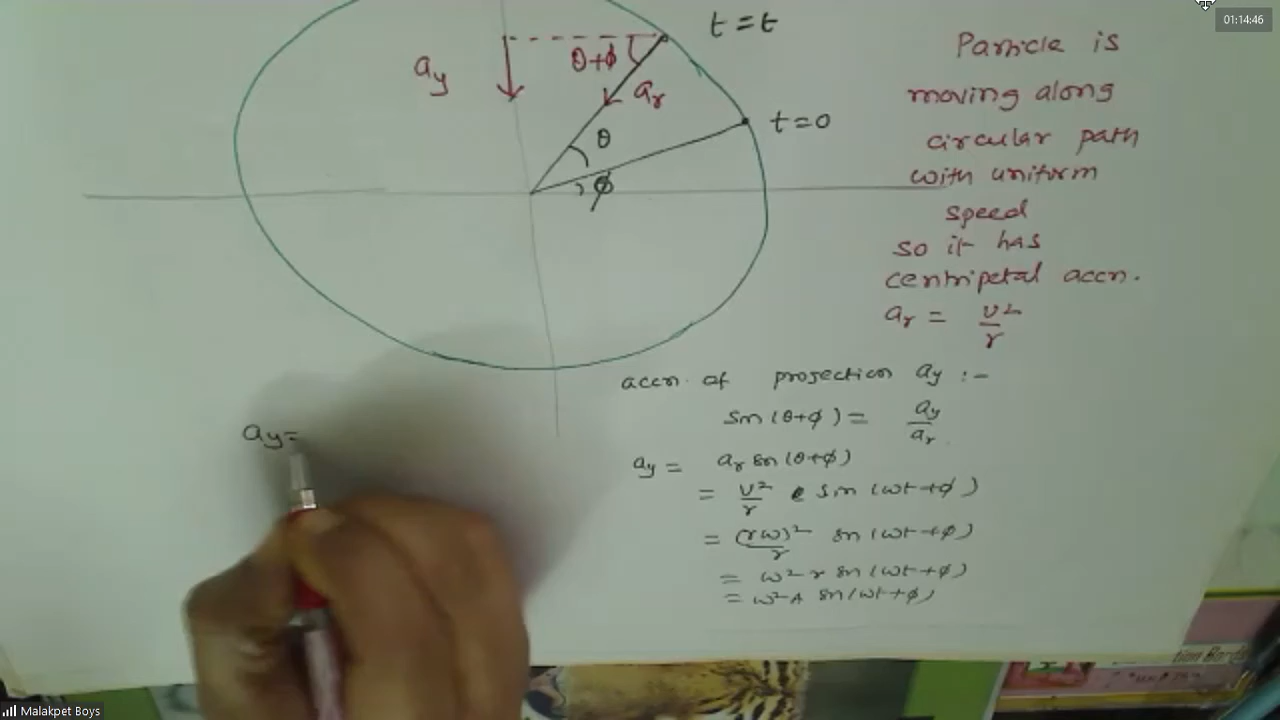 01:14:46
t=t
Particle is
moving along
circular path
with uniform
speed
so it has
centripetal accn.
a_r = v²/r
a_y
θ+φ
a_r
t=0
θ
φ
accn. of projection a_y :-
Sin(θ+φ) = a_y/a_r
a_y = a_r sin(θ+φ)
= v²/r sin(ωt+φ)
= (rω)²/r sin(ωt+φ)
= ω² r sin(ωt+φ)
= ω² A sin(ωt+φ)
a_y=
Malakpet Boys